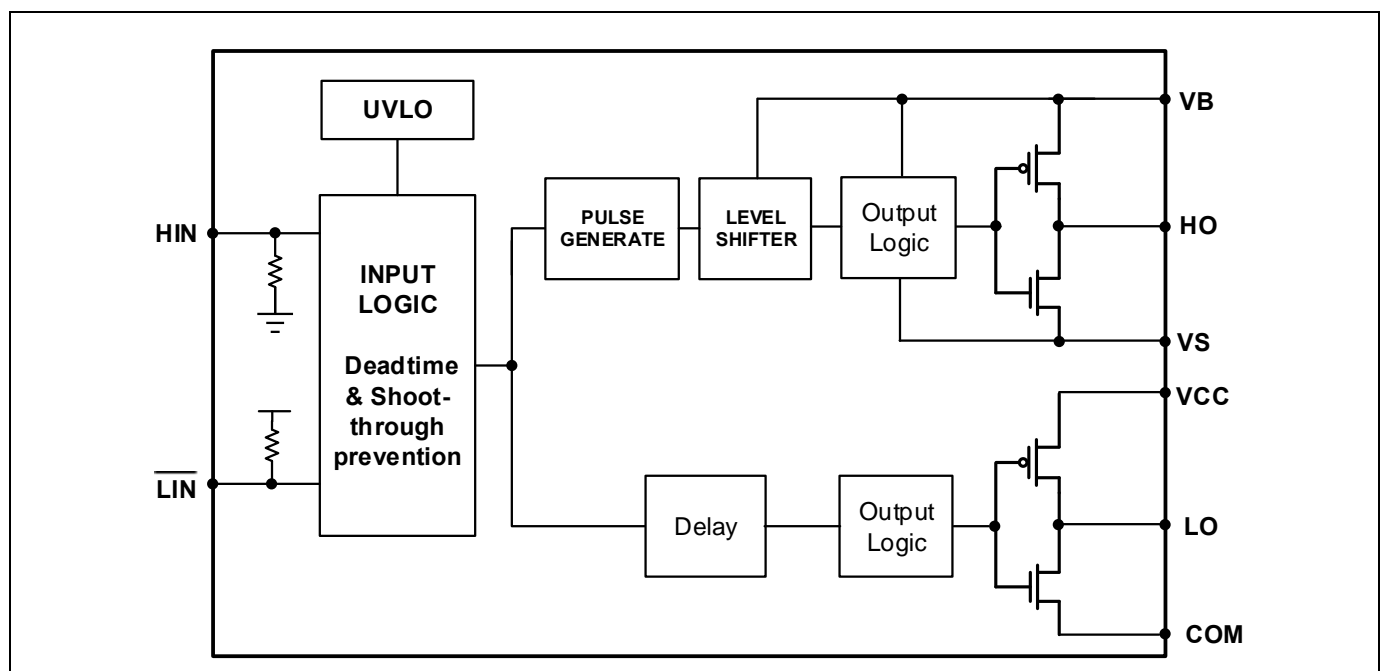 UVLO
VB
HIN
INPUT
LOGIC
Deadtime
& Shoot-
through
prevention
PULSE
GENERATE
LEVEL
SHIFTER
Output
Logic
HO
VS
VCC
LIN
Delay
Output
Logic
LO
COM